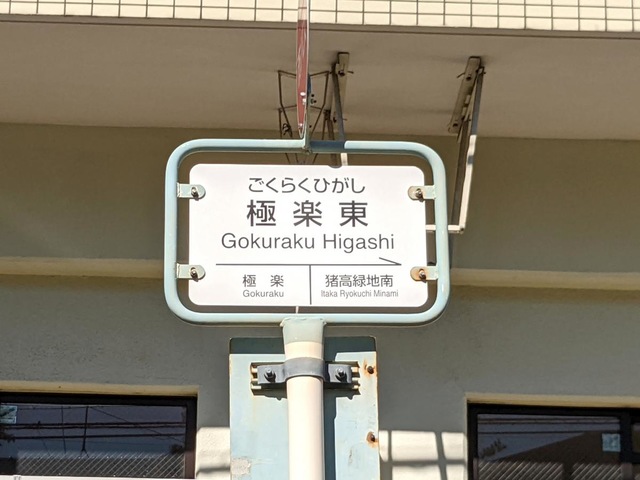 ごくらくひがし
極楽東
Gokuraku Higashi
極楽
Gokuraku
猪高緑地南
Itaka Ryokuchi Minami